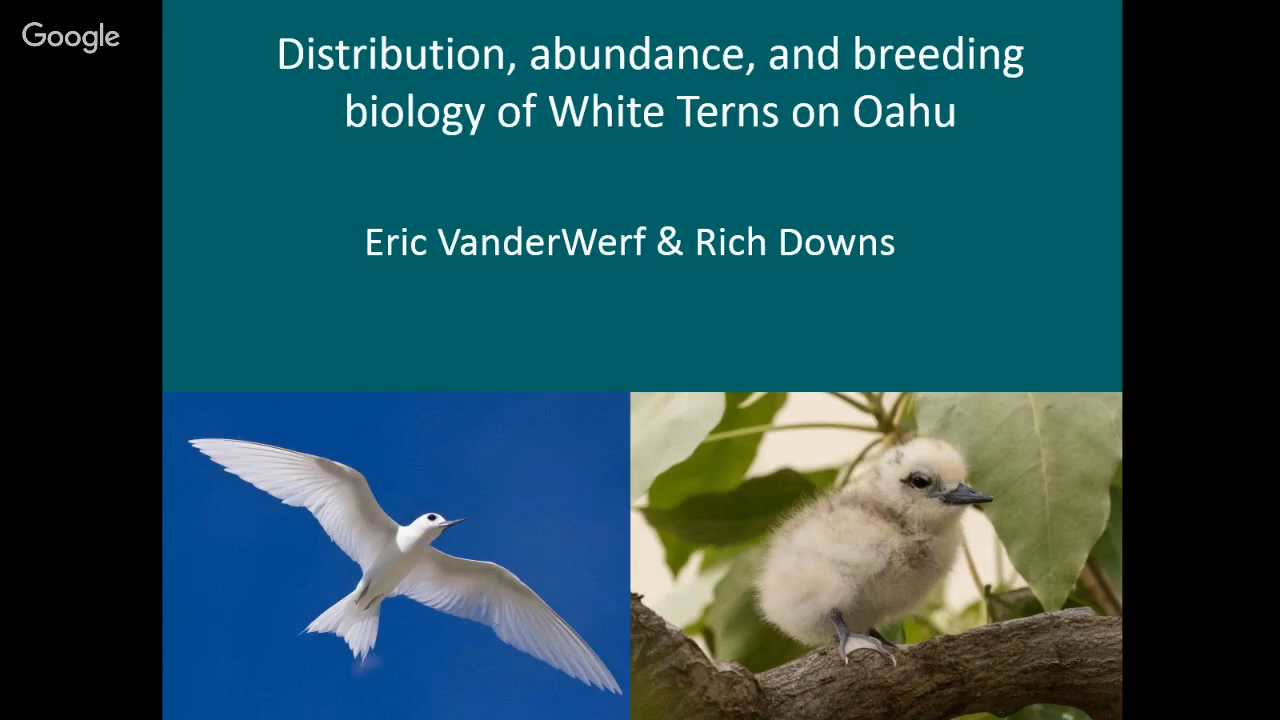 Google
Distribution, abundance, and breeding
biology of White Terns on Oahu
Eric VanderWerf & Rich Downs